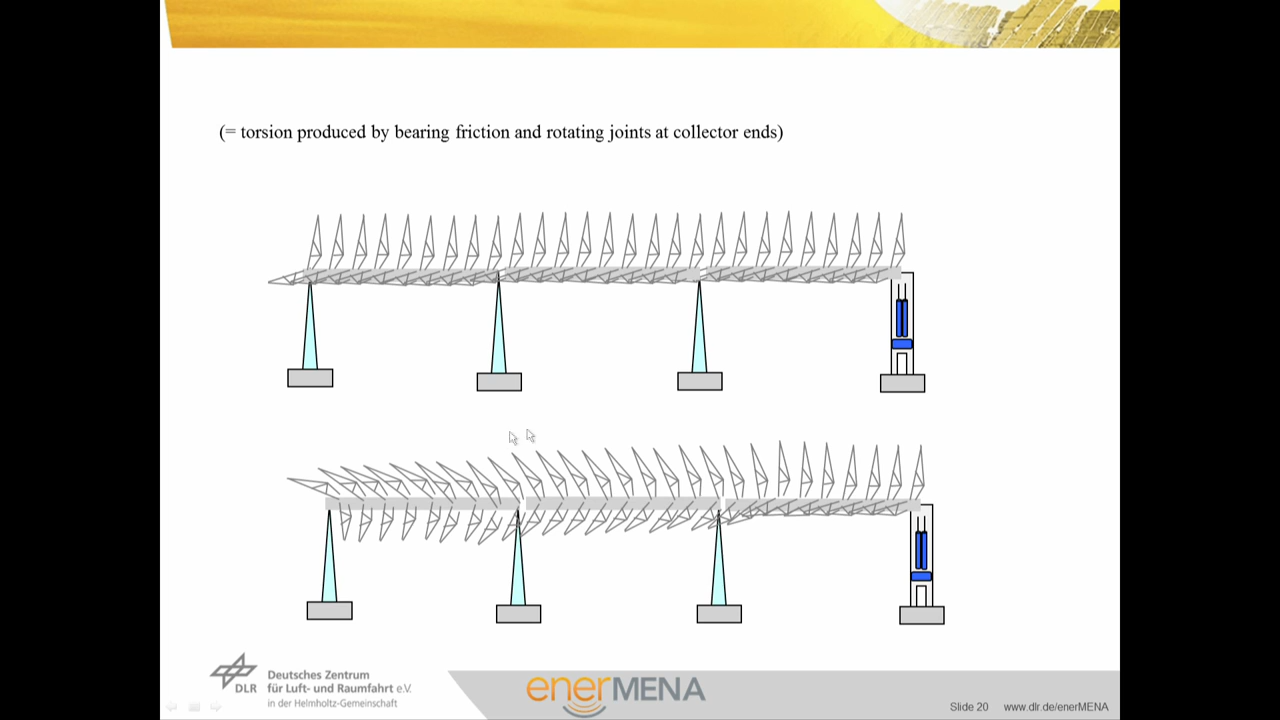 (= torsion produced by bearing friction and rotating joints at collector ends)
DLR
Deutsches Zentrum
für Luft- und Raumfahrt e.V.
in der Helmholtz-Gemeinschaft
enerMENA
Slide 20 www.dlr.de/enerMENA